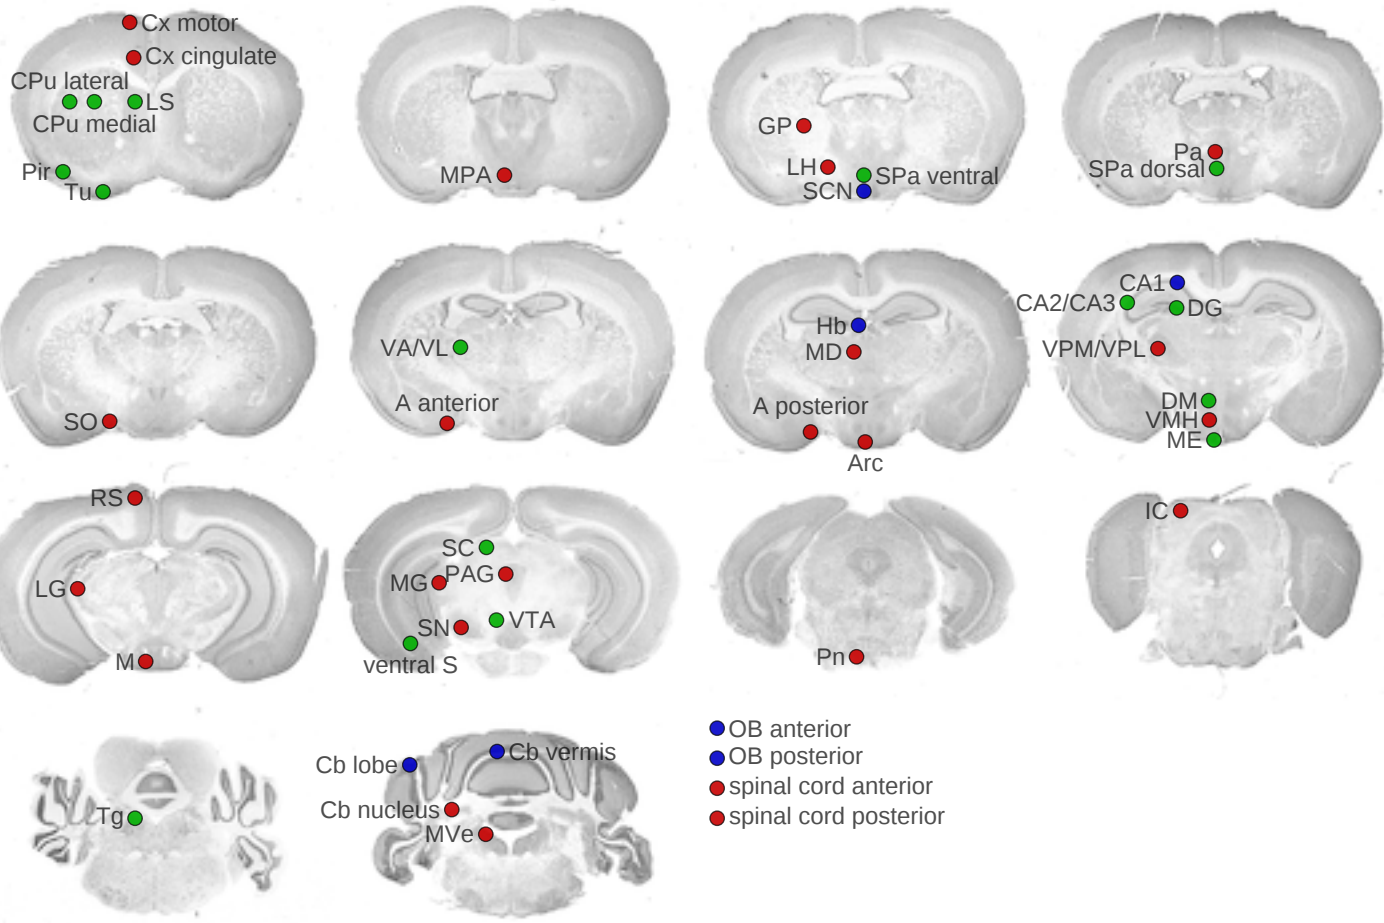 Cx motor
Cx cingulate
CPu lateral
LS
CPu medial
Pir
Tu
MPA
GP
LH
SPa ventral
SCN
Pa
SPa dorsal
SO
VA/VL
A anterior
Hb
MD
A posterior
Arc
CA1
CA2/CA3
DG
VPM/VPL
DM
VMH
ME
RS
LG
M
SC
MG
PAG
SN
VTA
ventral S
Pn
IC
Tg
Cb lobe
Cb vermis
Cb nucleus
MVe
OB anterior
OB posterior
spinal cord anterior
spinal cord posterior